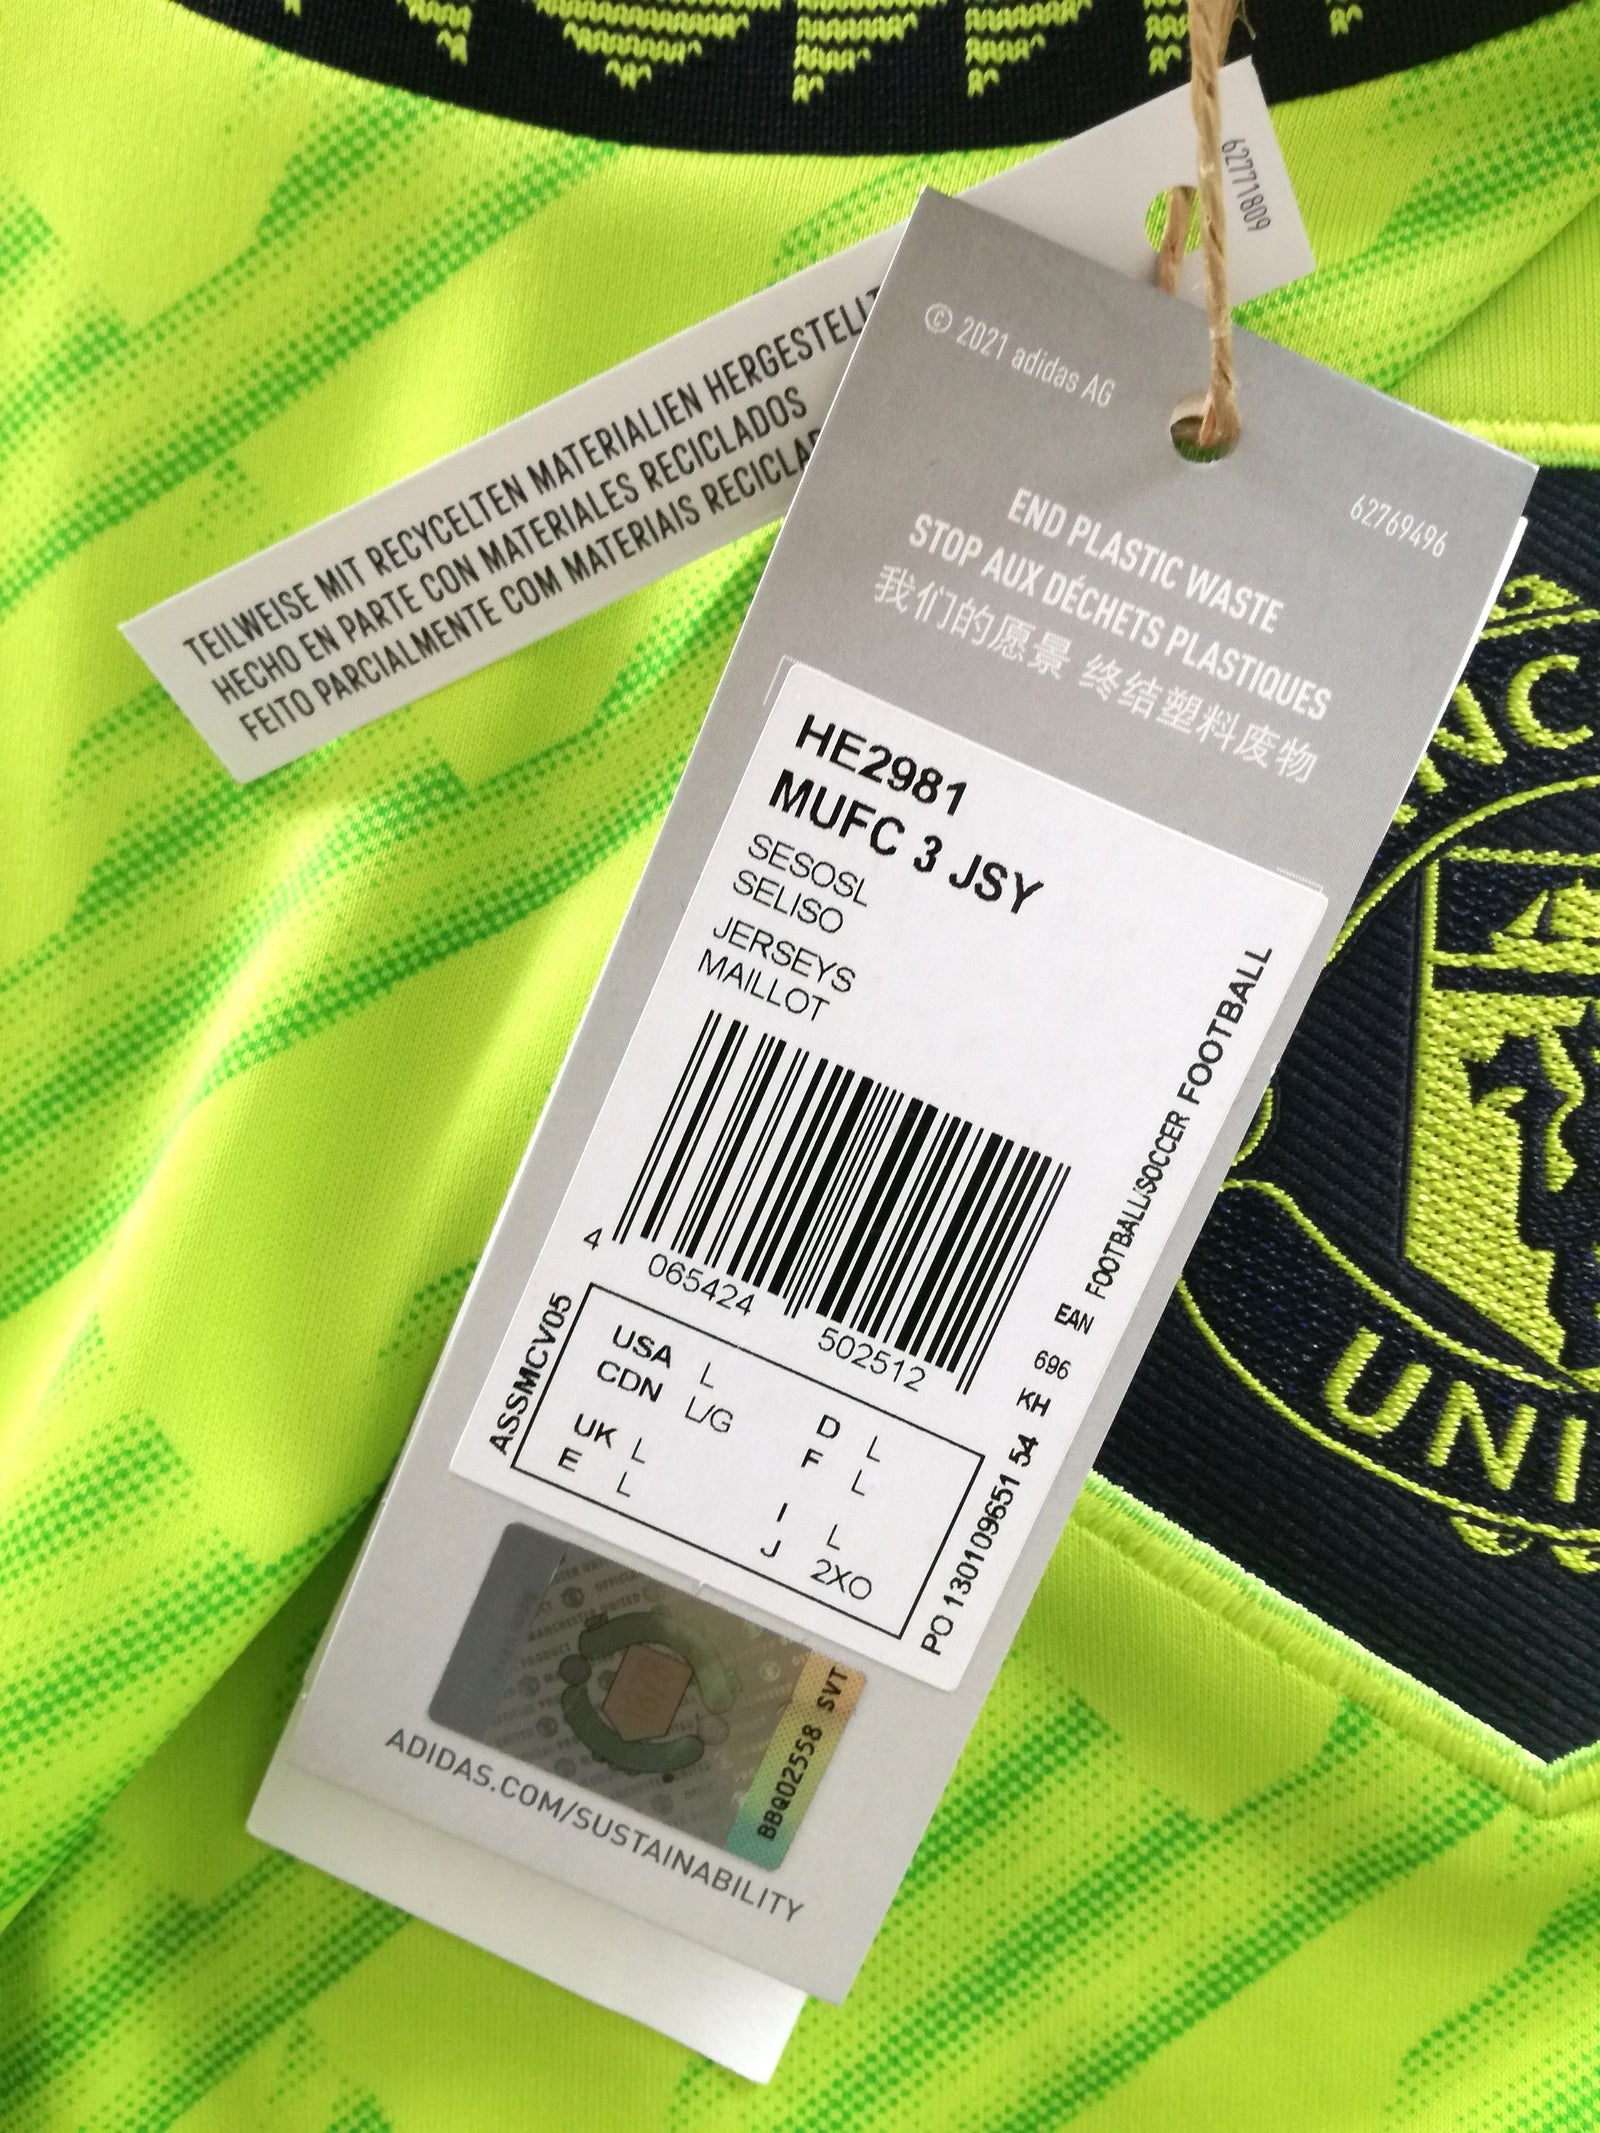 62771809
TEILWEISE MIT RECYCELTEN MATERIALIEN HERGESTELLT
HECHO EN PARTE CON MATERIALES RECICLADOS
FEITO PARCIALMENTE COM MATERIAIS
© 2021 adidas AG
62769496
END PLASTIC WASTE
STOP AUX DÉCHETS PLASTIQUES
我们的愿景 终结塑料废物
HE2981
MUFC 3 JSY
SESOSL
SELISO
JERSEYS
MAILLOT
FOOTBALL/SOCCER FOOTBALL
4 065424 502512
EAN
696
KH
54
PO 130109651
ASSMCV05
USA L
CDN L/G
UK L
E L
D L
F L
I L
J 2XO
BBQ02558 SVT
ADIDAS.COM/SUSTAINABILITY
UNI